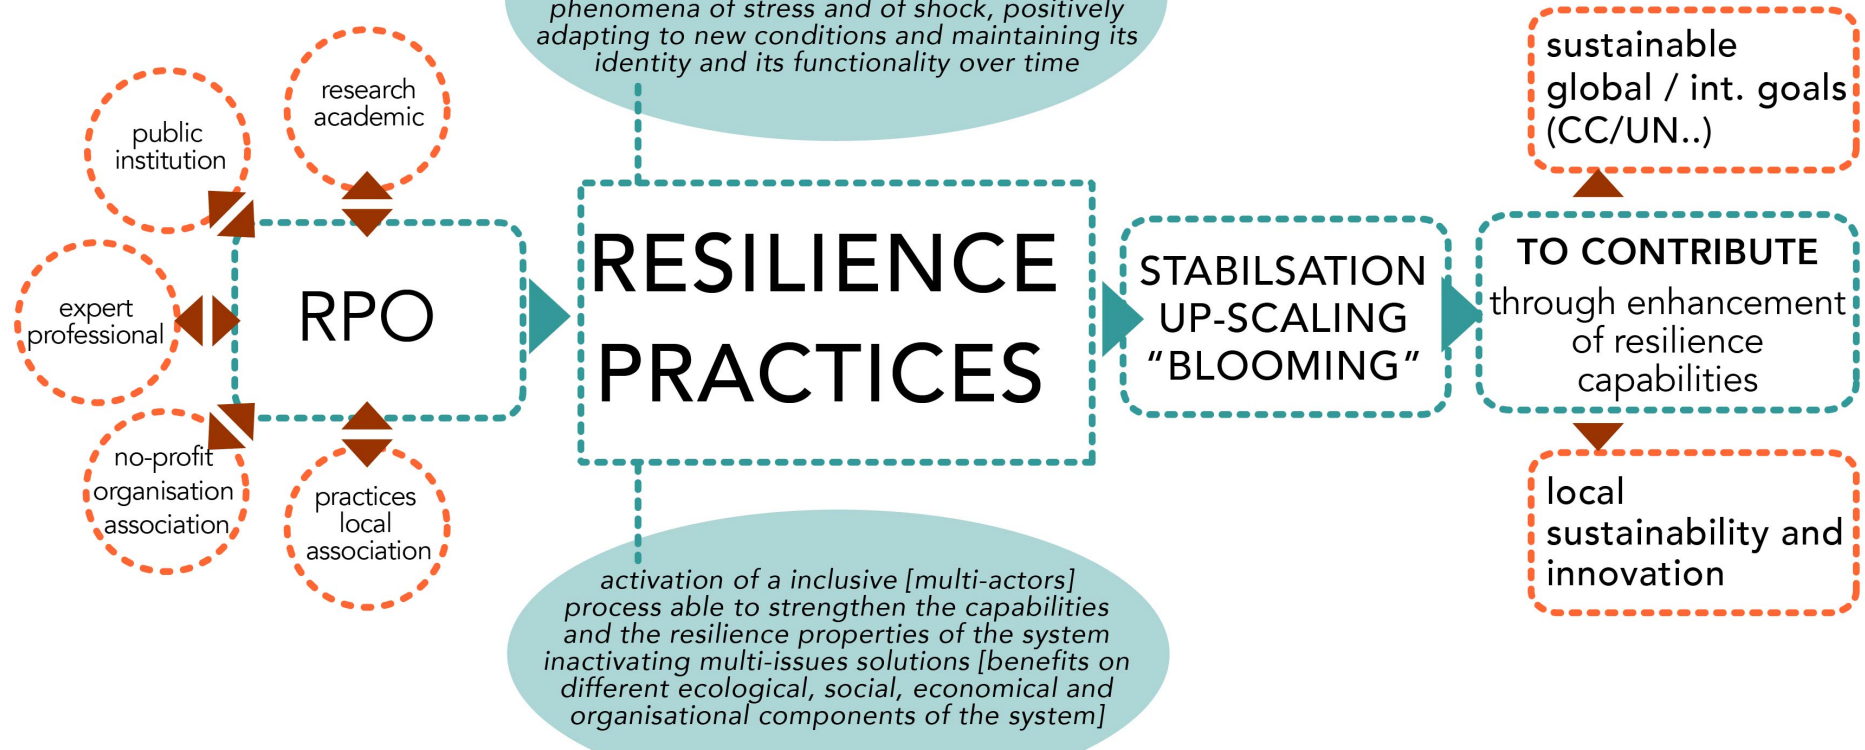 phenomena of stress and of shock, positively
adapting to new conditions and maintaining its
identity and its functionality over time
research
academic
public
institution
expert
professional
no-profit
organisation
association
practices
local
association
RPO
RESILIENCE
PRACTICES
activation of a inclusive [multi-actors]
process able to strengthen the capabilities
and the resilience properties of the system
inactivating multi-issues solutions [benefits on
different ecological, social, economical and
organisational components of the system]
STABILSATION
UP-SCALING
“BLOOMING”
sustainable
global / int. goals
(CC/UN..)
TO CONTRIBUTE
through enhancement
of resilience
capabilities
local
sustainability and
innovation